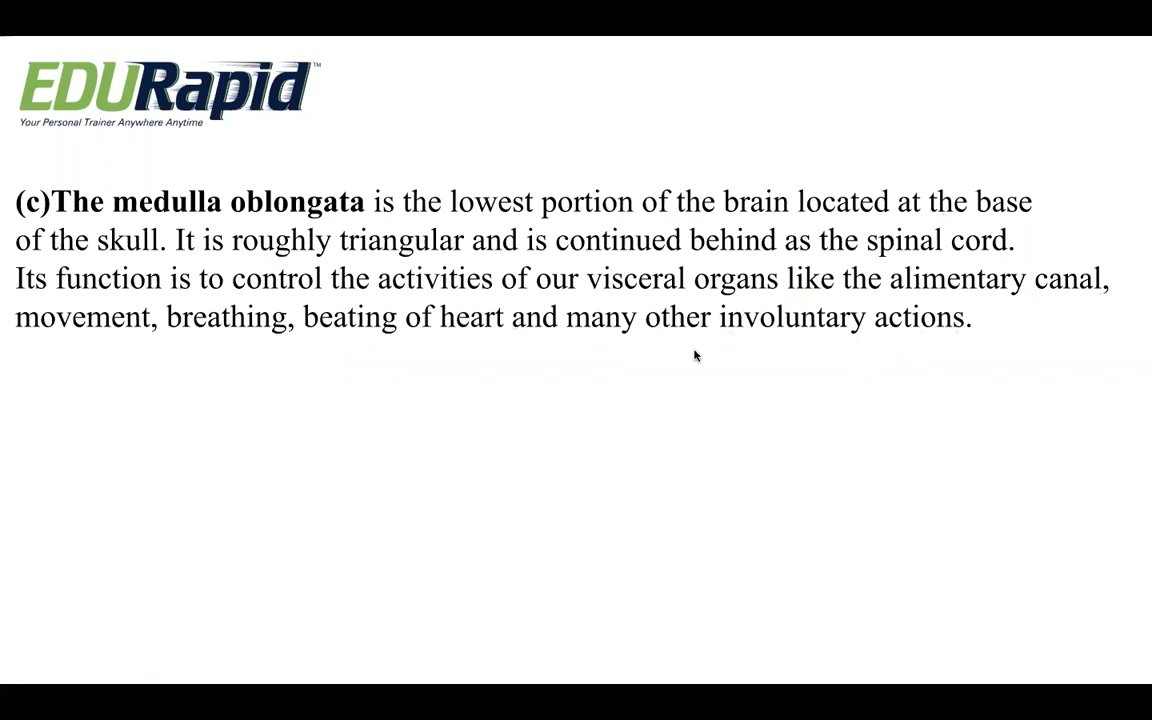 EDURapid™
Your Personal Trainer Anywhere Anytime
(c)The medulla oblongata is the lowest portion of the brain located at the base
of the skull. It is roughly triangular and is continued behind as the spinal cord.
Its function is to control the activities of our visceral organs like the alimentary canal,
movement, breathing, beating of heart and many other involuntary actions.